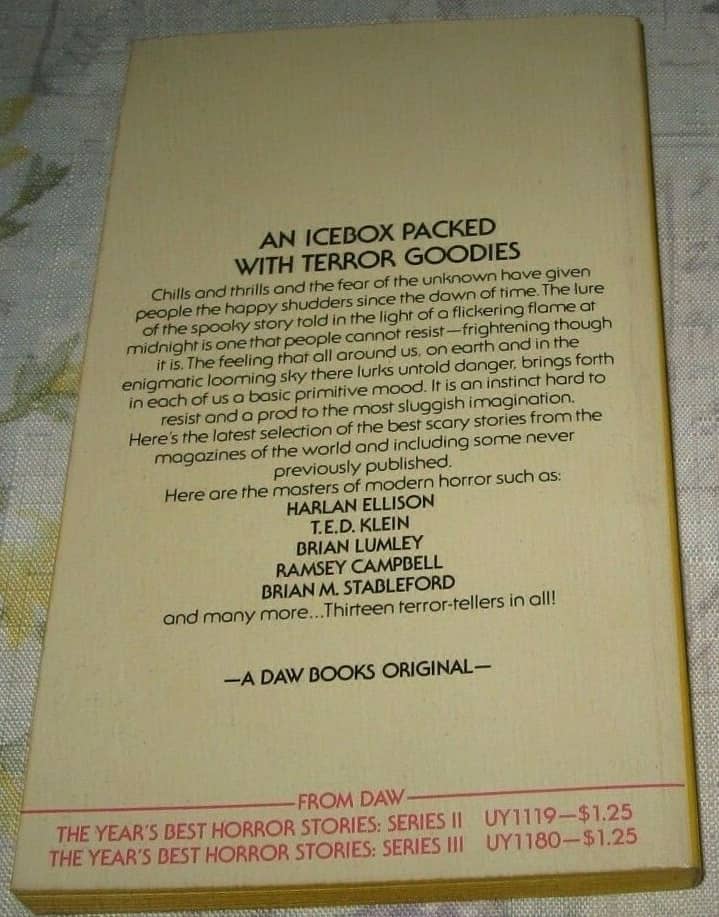 AN ICEBOX PACKED
WITH TERROR GOODIES
Chills and thrills and the fear of the unknown have given
people the happy shudders since the dawn of time. The lure
of the spooky story told in the light of a flickering flame at
midnight is one that people cannot resist—frightening though
it is. The feeling that all around us, on earth and in the
enigmatic looming sky there lurks untold danger, brings forth
in each of us a basic primitive mood. It is an instinct hard to
resist and a prod to the most sluggish imagination.
Here's the latest selection of the best scary stories from the
magazines of the world and including some never
previously published.
Here are the masters of modern horror such as:
HARLAN ELLISON
T.E.D. KLEIN
BRIAN LUMLEY
RAMSEY CAMPBELL
BRIAN M. STABLEFORD
and many more...Thirteen terror-tellers in all!
—A DAW BOOKS ORIGINAL—
FROM DAW
THE YEAR'S BEST HORROR STORIES: SERIES II UY1119—$1.25
THE YEAR'S BEST HORROR STORIES: SERIES III UY1180—$1.25